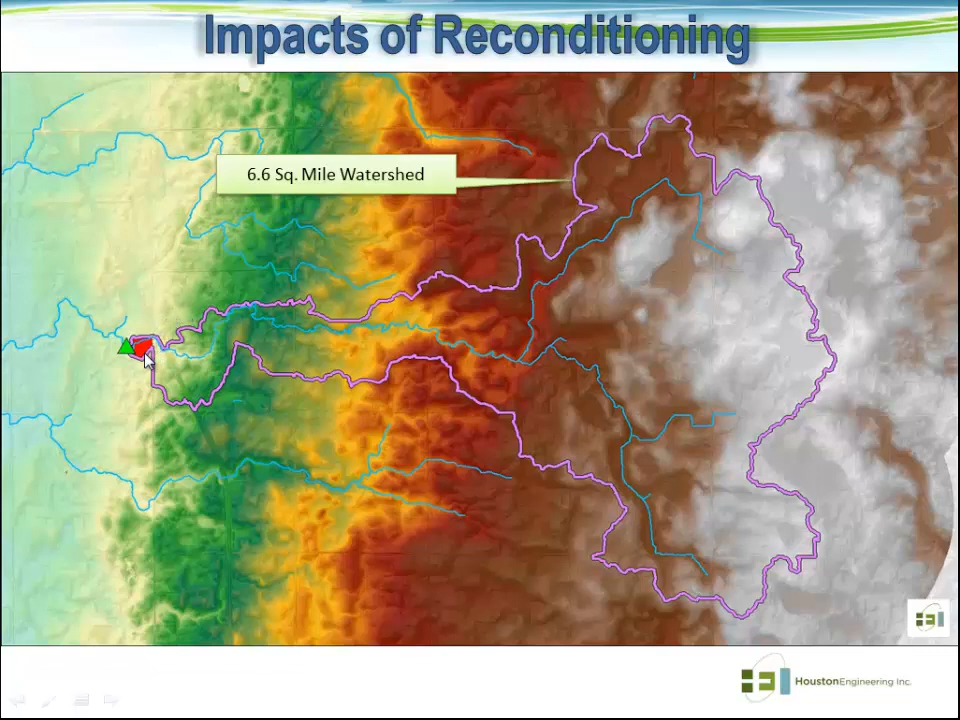 Impacts of Reconditioning
6.6 Sq. Mile Watershed
HoustonEngineering Inc.